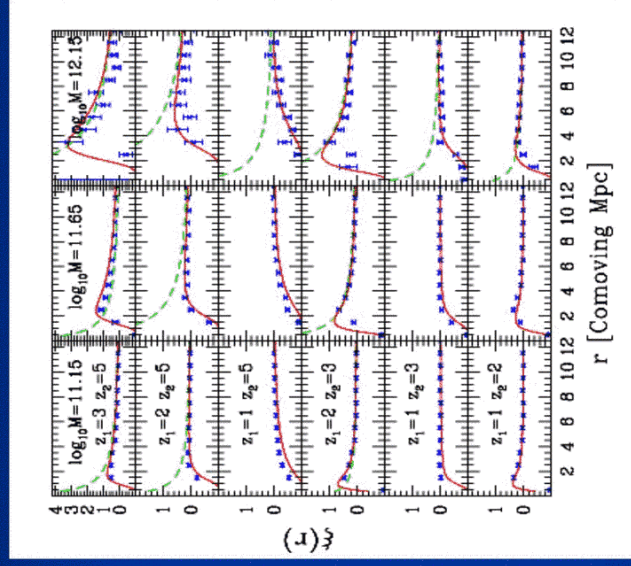 log₁₀M=11.15
log₁₀M=11.65
log₁₀M=12.15
z₁=3 z₂=5
z₁=2 z₂=5
z₁=1 z₂=5
z₁=2 z₂=3
z₁=1 z₂=3
z₁=1 z₂=2
4
3
2
1
0
1
0
1
0
1
0
1
0
1
0
ξ(r)
2 4 6 8 10 12
2 4 6 8 10 12
2 4 6 8 10 12
r [Comoving Mpc]